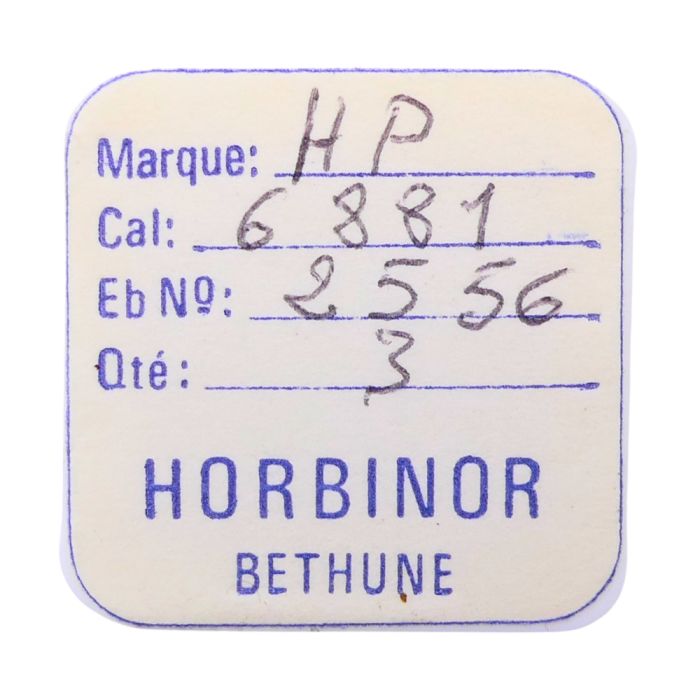 Marque: HP
Cal: 6881
Eb Nº: 2556
Qté: 3
HORBINOR
BETHUNE